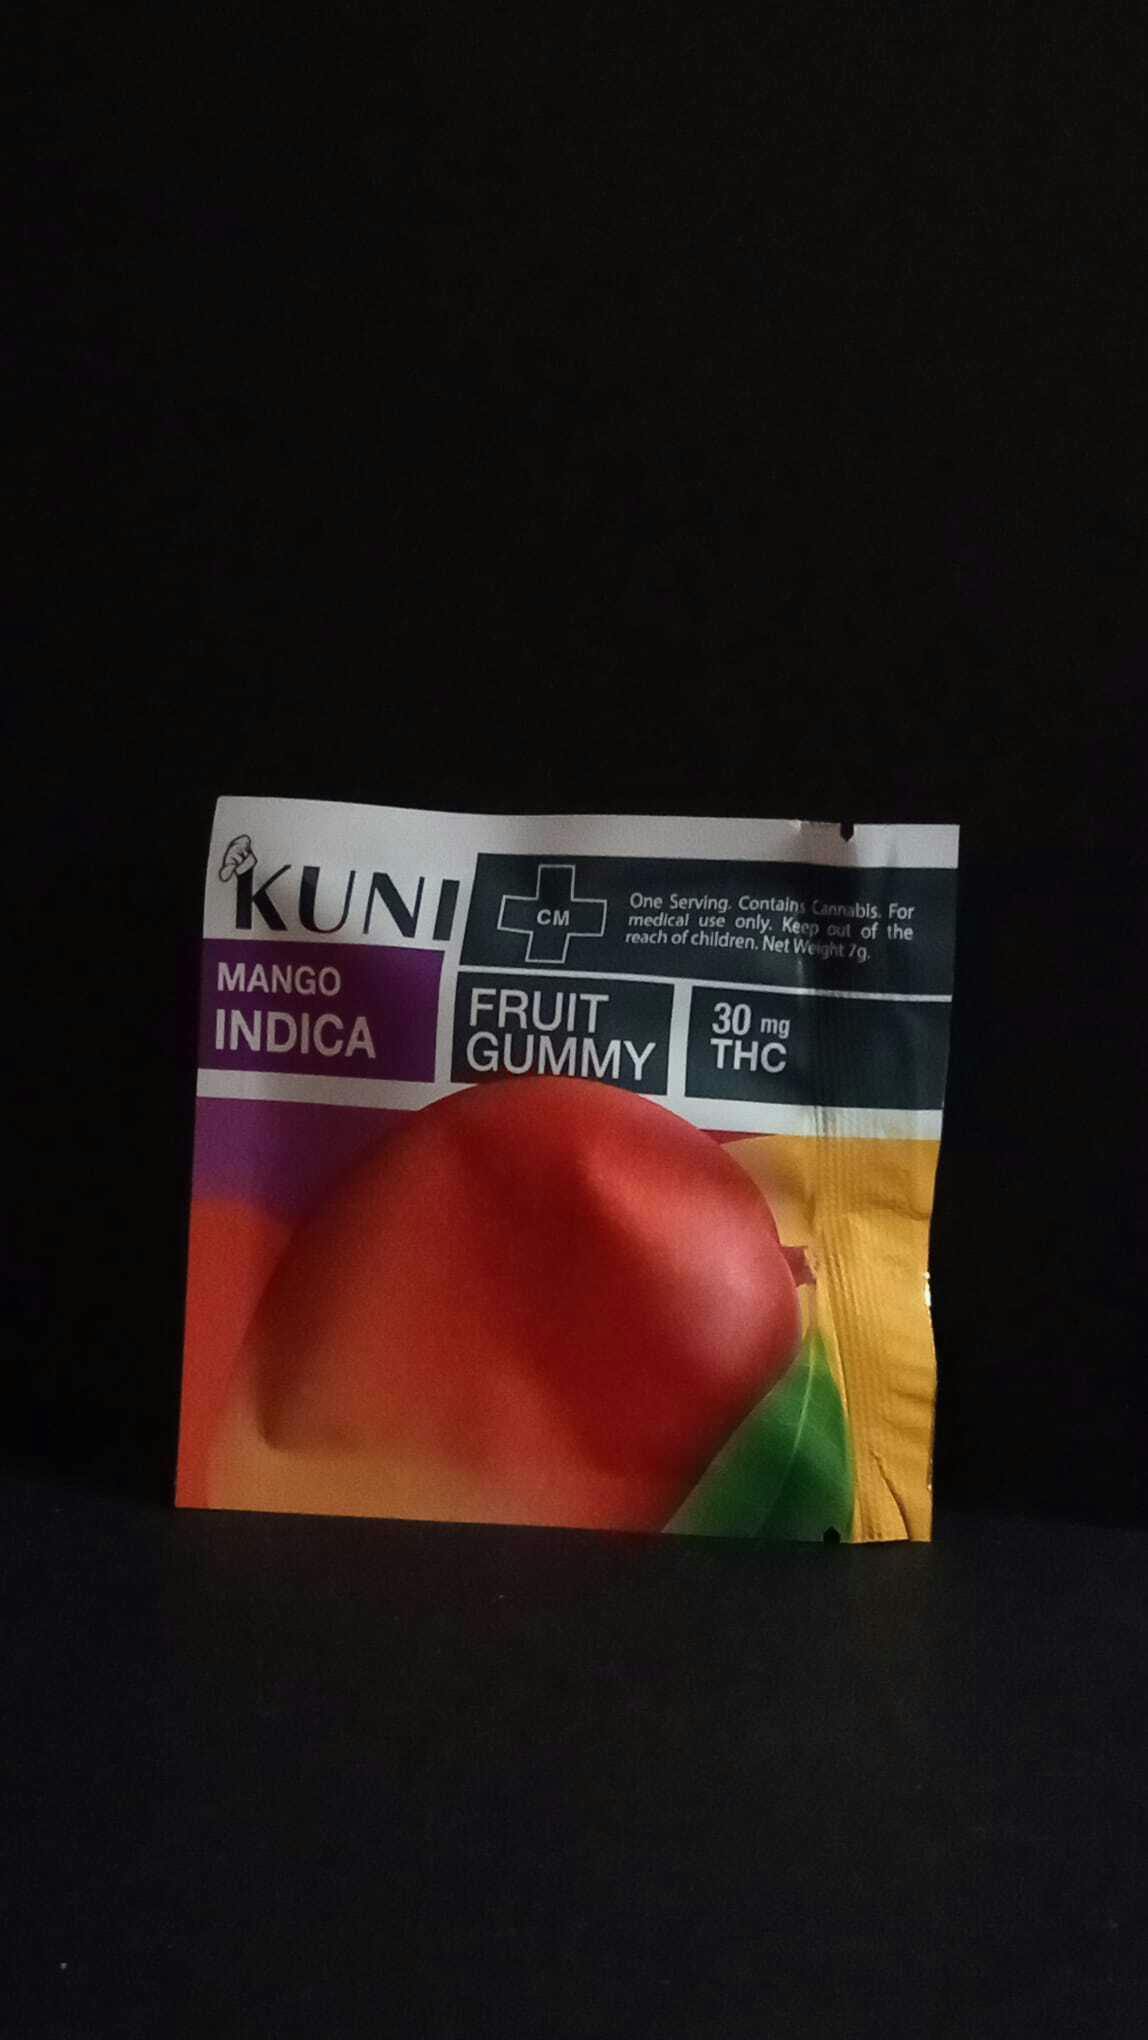 KUNI
CM
One Serving. Contains Cannabis. For
medical use only. Keep out of the
reach of children. Net Weight 7g.
MANGO
INDICA
FRUIT
GUMMY
30 mg
THC